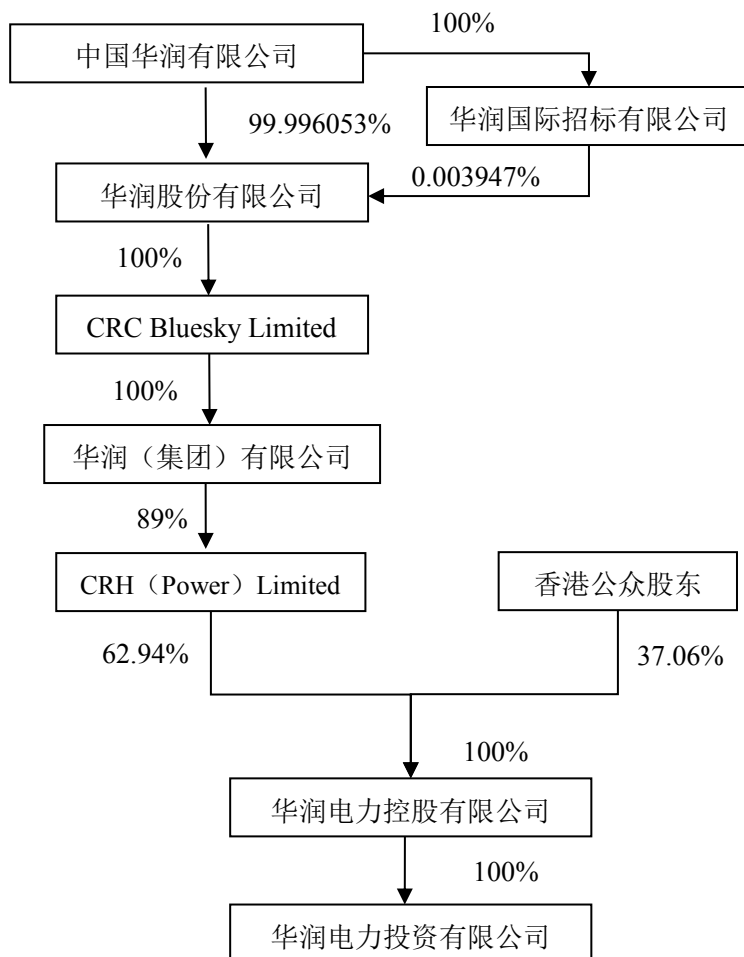 100%
中国华润有限公司
99.996053%
华润国际招标有限公司
0.003947%
华润股份有限公司
100%
CRC Bluesky Limited
100%
华润（集团）有限公司
89%
CRH（Power）Limited
香港公众股东
62.94%
37.06%
100%
华润电力控股有限公司
100%
华润电力投资有限公司